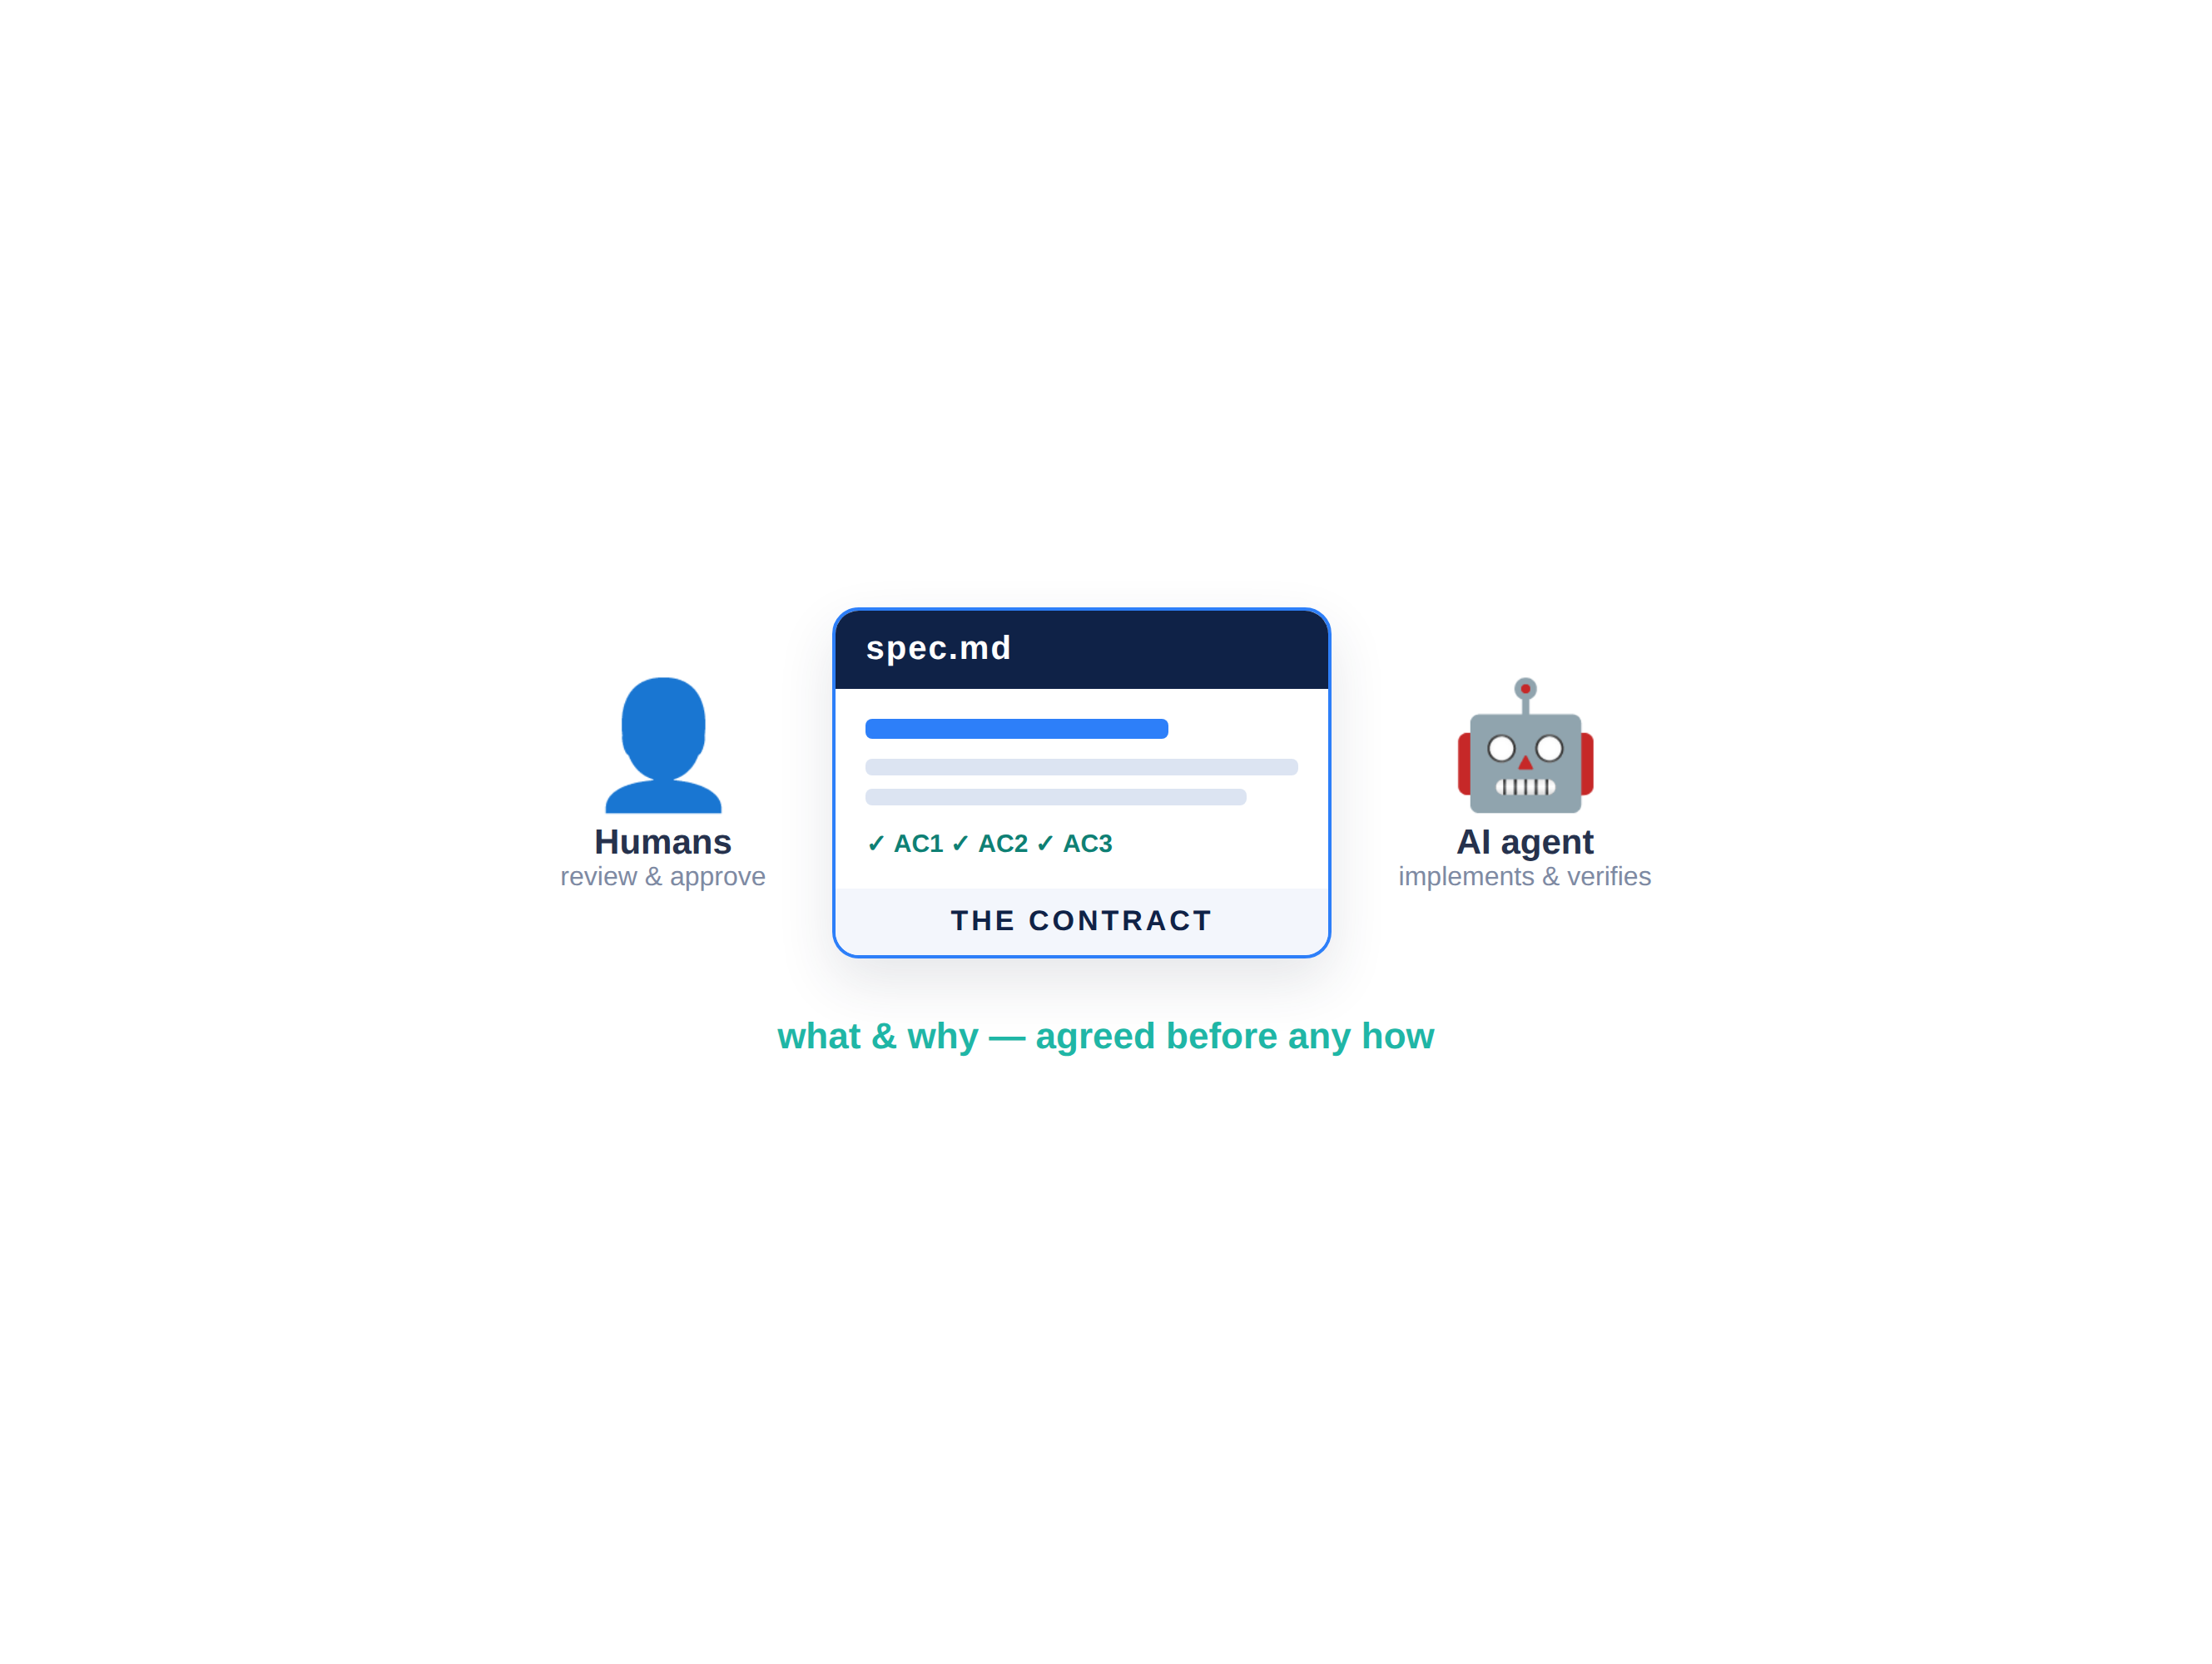 spec.md
✓ AC1 ✓ AC2 ✓ AC3
THE CONTRACT
Humans
review & approve
AI agent
implements & verifies
what & why — agreed before any how